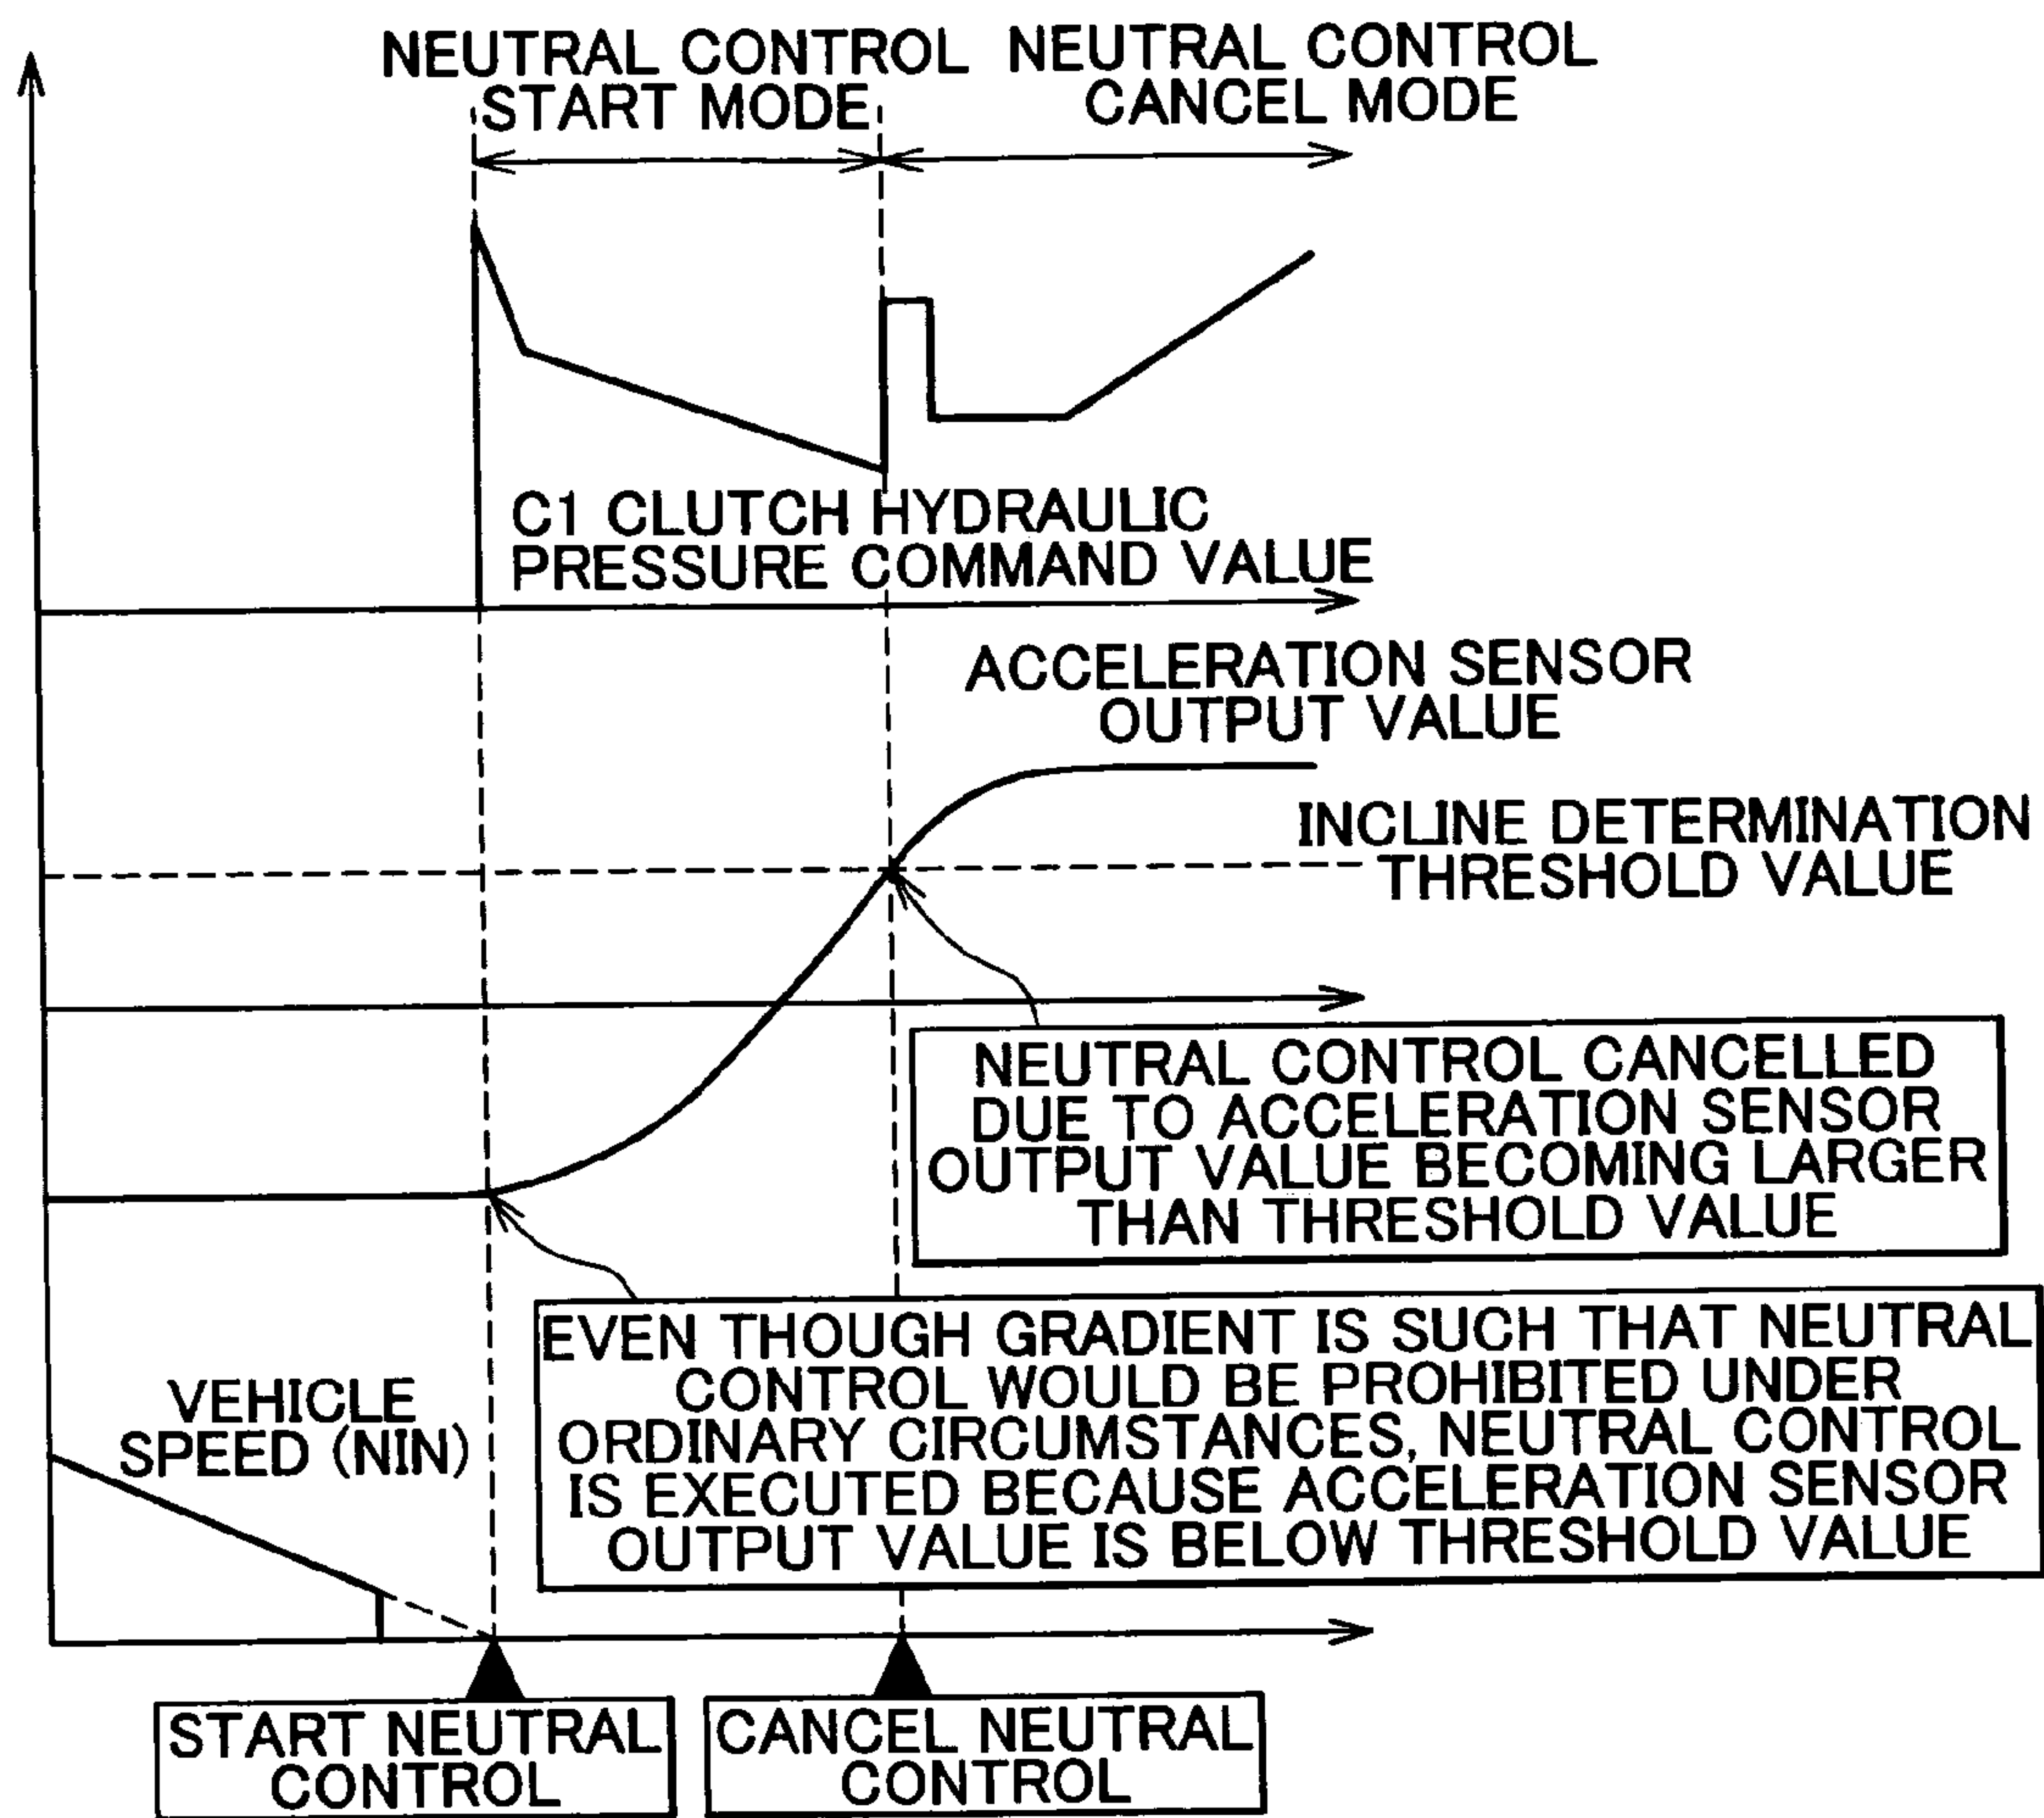 NEUTRAL CONTROL
START MODE
NEUTRAL CONTROL
CANCEL MODE
C1 CLUTCH HYDRAULIC
PRESSURE COMMAND VALUE
ACCELERATION SENSOR
OUTPUT VALUE
INCLINE DETERMINATION
THRESHOLD VALUE
NEUTRAL CONTROL CANCELLED
DUE TO ACCELERATION SENSOR
OUTPUT VALUE BECOMING LARGER
THAN THRESHOLD VALUE
EVEN THOUGH GRADIENT IS SUCH THAT NEUTRAL
CONTROL WOULD BE PROHIBITED UNDER
ORDINARY CIRCUMSTANCES, NEUTRAL CONTROL
IS EXECUTED BECAUSE ACCELERATION SENSOR
OUTPUT VALUE IS BELOW THRESHOLD VALUE
VEHICLE
SPEED (NIN)
START NEUTRAL
CONTROL
CANCEL NEUTRAL
CONTROL